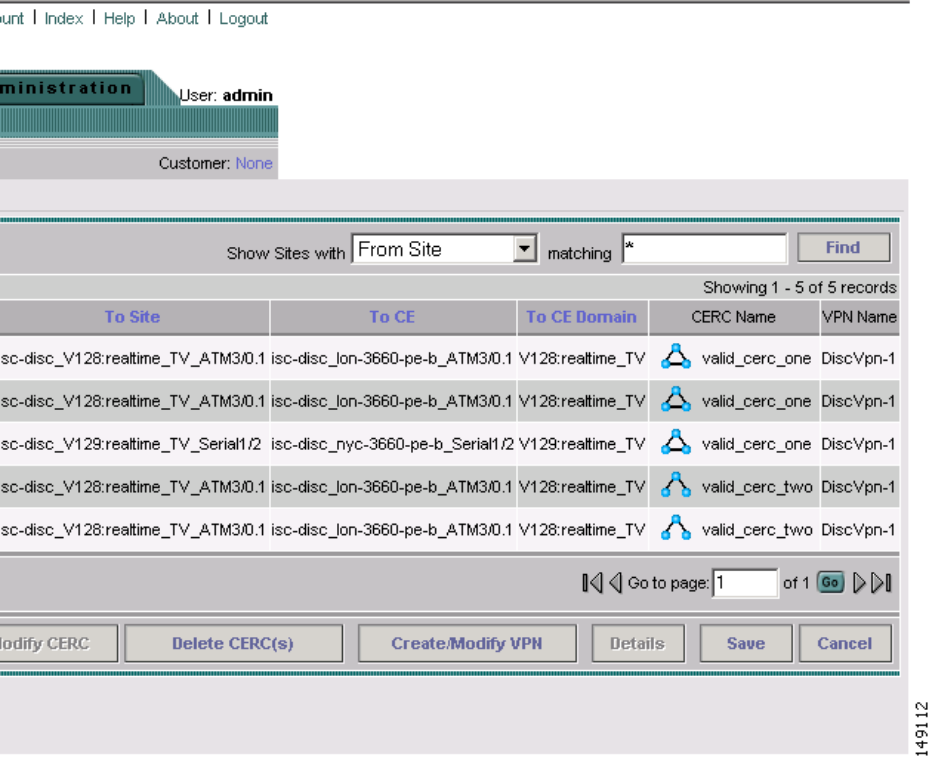 ount | Index | Help | About | Logout
ministration
User: admin
Customer: None
Show Sites with From Site matching * Find
Showing 1 - 5 of 5 records
To Site To CE To CE Domain CERC Name VPN Name
sc-disc_V128:realtime_TV_ATM3/0.1 isc-disc_lon-3660-pe-b_ATM3/0.1 V128:realtime_TV valid_cerc_one DiscVpn-1
sc-disc_V128:realtime_TV_ATM3/0.1 isc-disc_lon-3660-pe-b_ATM3/0.1 V128:realtime_TV valid_cerc_one DiscVpn-1
sc-disc_V129:realtime_TV_Serial1/2 isc-disc_nyc-3660-pe-b_Serial1/2 V129:realtime_TV valid_cerc_one DiscVpn-1
sc-disc_V128:realtime_TV_ATM3/0.1 isc-disc_lon-3660-pe-b_ATM3/0.1 V128:realtime_TV valid_cerc_two DiscVpn-1
sc-disc_V128:realtime_TV_ATM3/0.1 isc-disc_lon-3660-pe-b_ATM3/0.1 V128:realtime_TV valid_cerc_two DiscVpn-1
Go to page: 1 of 1 Go
Modify CERC Delete CERC(s) Create/Modify VPN Details Save Cancel
149112